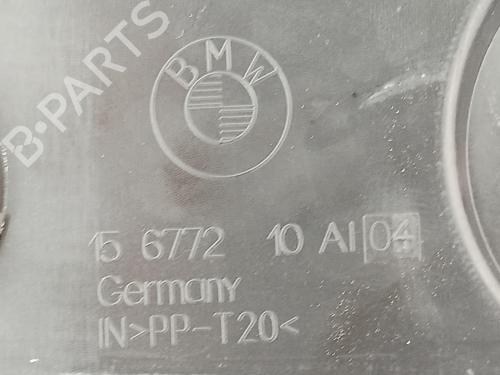 B-PARTS
BMW
15 6772 10 AI 04
Germany
IN>PP-T20<